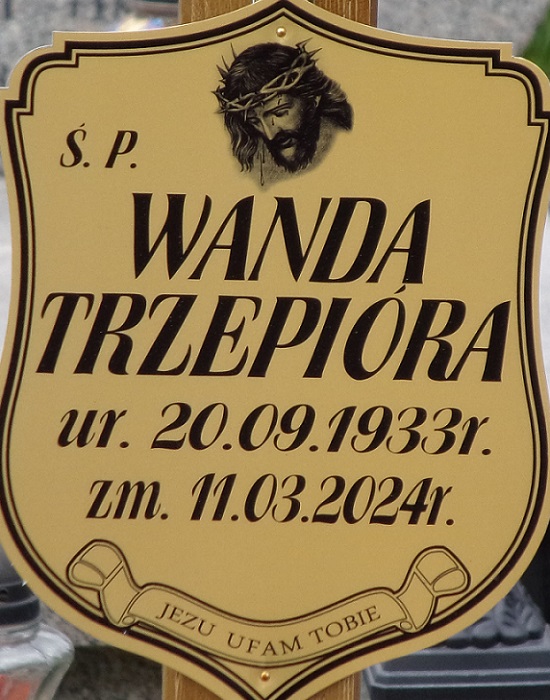 Ś. P.
WANDA
TRZEPIÓRA
ur. 20.09.1933r.
zm. 11.03.2024r.
JEZU UFAM TOBIE